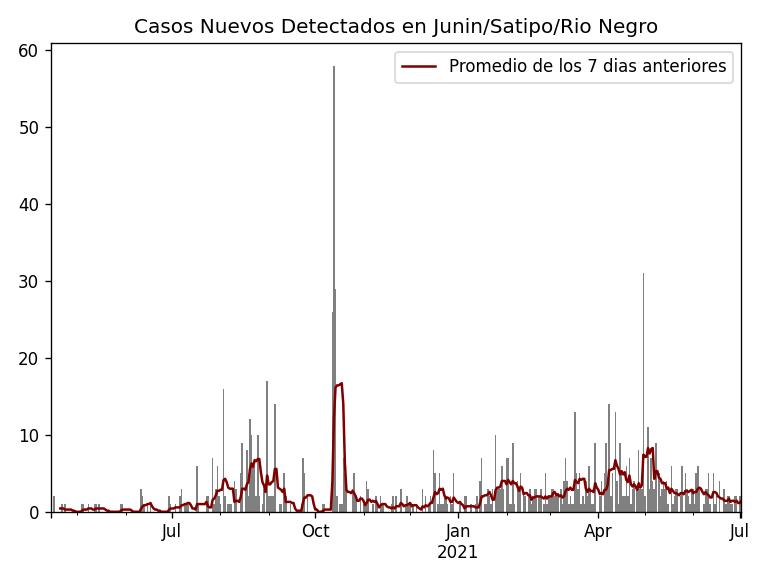 Casos Nuevos Detectados en Junin/Satipo/Rio Negro
Promedio de los 7 dias anteriores
60
50
40
30
20
10
0
Jul
Oct
Jan
2021
Apr
Jul